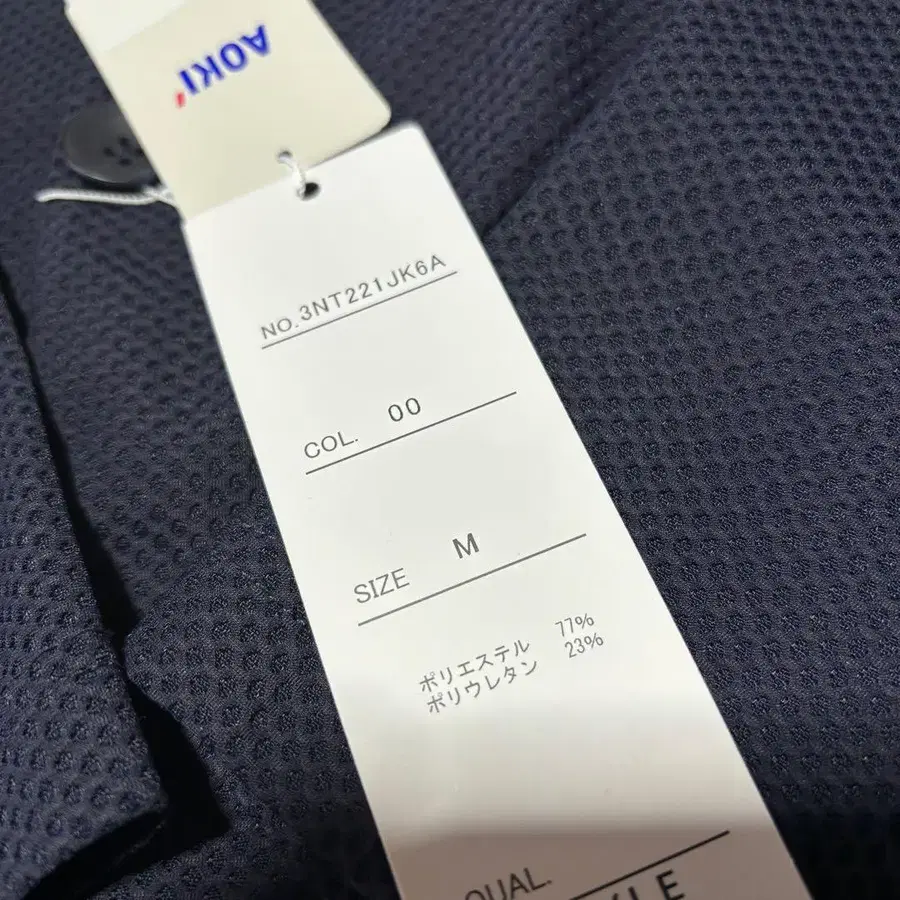 AOKI'
NO. 3NT221JK6A
COL. 00
SIZE M
ポリエステル 77%
ポリウレタン 23%
QUAL.